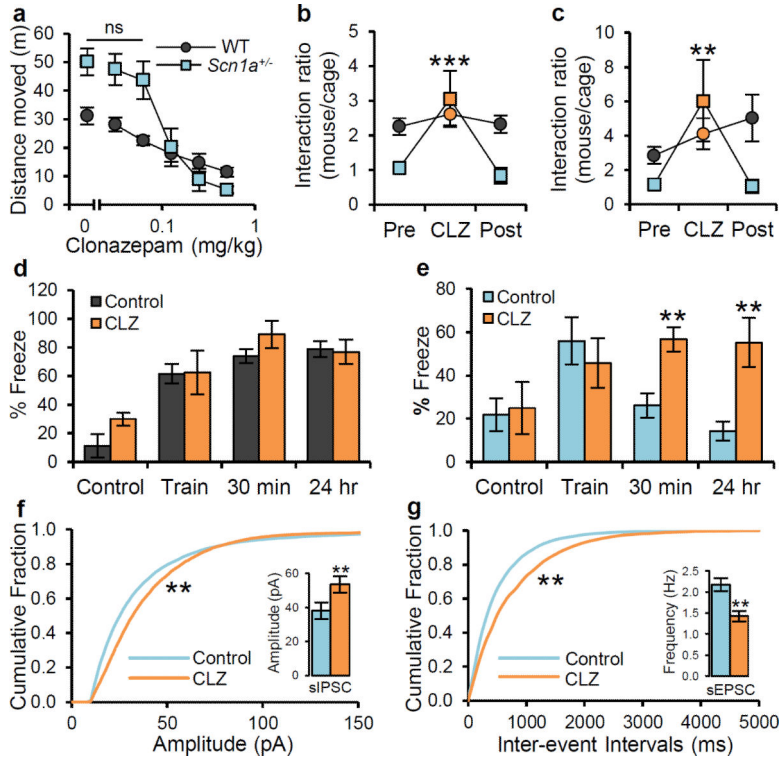 a
ns
WT
Scn1a+/-
Distance moved (m)
60
50
40
30
20
10
0
0
0.1
1
Clonazepam (mg/kg)
b
***
Interaction ratio
(mouse/cage)
5
4
3
2
1
0
Pre
CLZ
Post
c
**
Interaction ratio
(mouse/cage)
10
8
6
4
2
0
Pre
CLZ
Post
d
Control
CLZ
% Freeze
120
100
80
60
40
20
0
Control
Train
30 min
24 hr
e
Control
CLZ
**
**
% Freeze
80
60
40
20
0
Control
Train
30 min
24 hr
f
Cumulative Fraction
1.0
0.8
0.6
0.4
0.2
0.0
**
Control
CLZ
0
50
100
150
Amplitude (pA)
Amplitude (pA)
60
40
20
0
**
sIPSC
g
Cumulative Fraction
1.0
0.8
0.6
0.4
0.2
0.0
**
Control
CLZ
0
1000
2000
3000
4000
5000
Inter-event Intervals (ms)
Frequency (Hz)
2.5
2.0
1.5
1.0
0.5
0.0
**
sEPSC